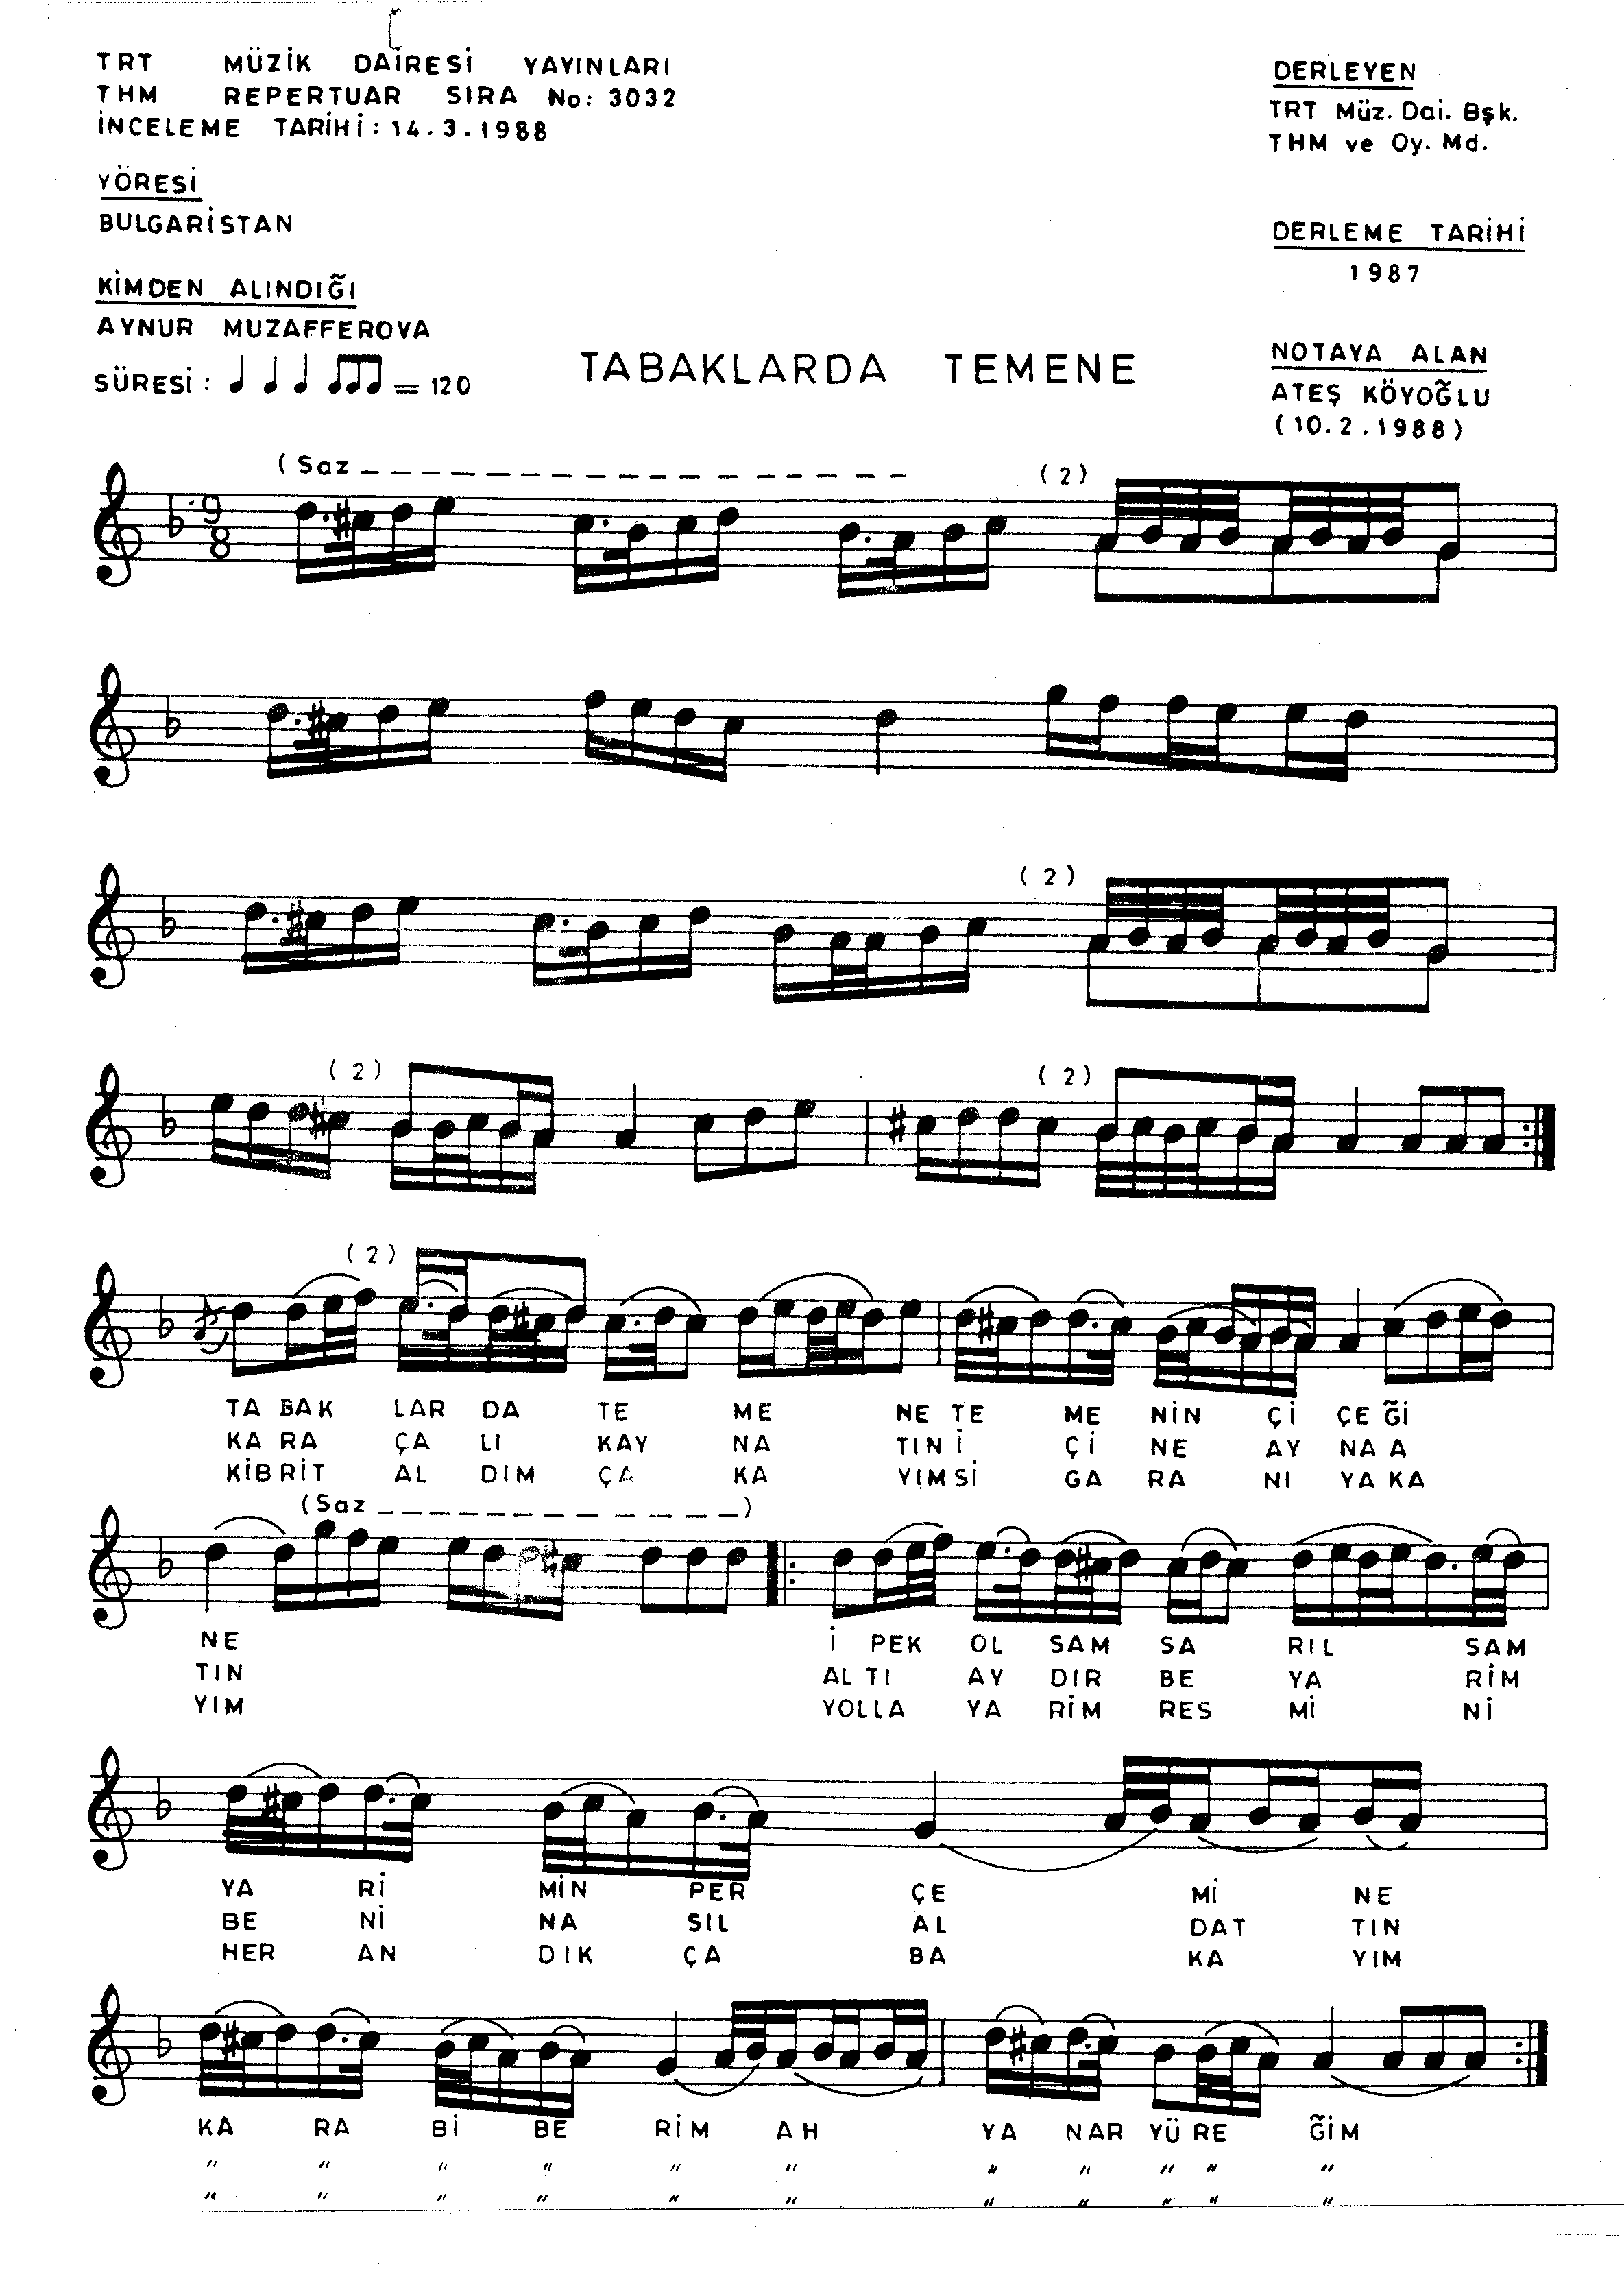 TRT MÜZİK DAİRESİ YAYINLARI
THM REPERTUAR SIRA No: 3032
İNCELEME TARİHİ: 14.3.1988
YÖRESİ
BULGARİSTAN
KİMDEN ALINDIĞI
AYNUR MUZAFFEROVA
SÜRESİ: = 120
DERLEYEN
TRT Müz. Dai. Bşk.
THM ve Oy. Md.
DERLEME TARİHİ
1987
NOTAYA ALAN
ATEŞ KÖYOĞLU
(10.2.1988)
TABAKLARDA TEMENE
(Saz _ _ _ _ _ _ _ _ _ _ _ _ _ _ _ _ (2)
9
8
(2)
(2) (2)
(2)
TA BAK LAR DA TE ME NE TE ME NİN Çİ ÇE Ğİ
KA RA ÇA LI KAY NA TIN İ Çİ NE AY NA A
KİBRİT AL DIM ÇA KA YIM Sİ GA RA NI YA KA
(Saz _ _ _ _ _ _ _ _ _ _ _ _ _)
NE İ PEK OL SAM SA RIL SAM
TIN AL TI AY DIR BE YA RİM
YIM YOLLA YA RİM RES Mİ Nİ
YA Rİ MİN PER ÇE Mİ NE
BE Nİ NA SIL AL DAT TIN
HER AN DIK ÇA BA KA YIM
KA RA Bİ BE RİM AH YA NAR YÜ RE ĞİM
" " " " " " " " " " "
" " " " " " " " " " "